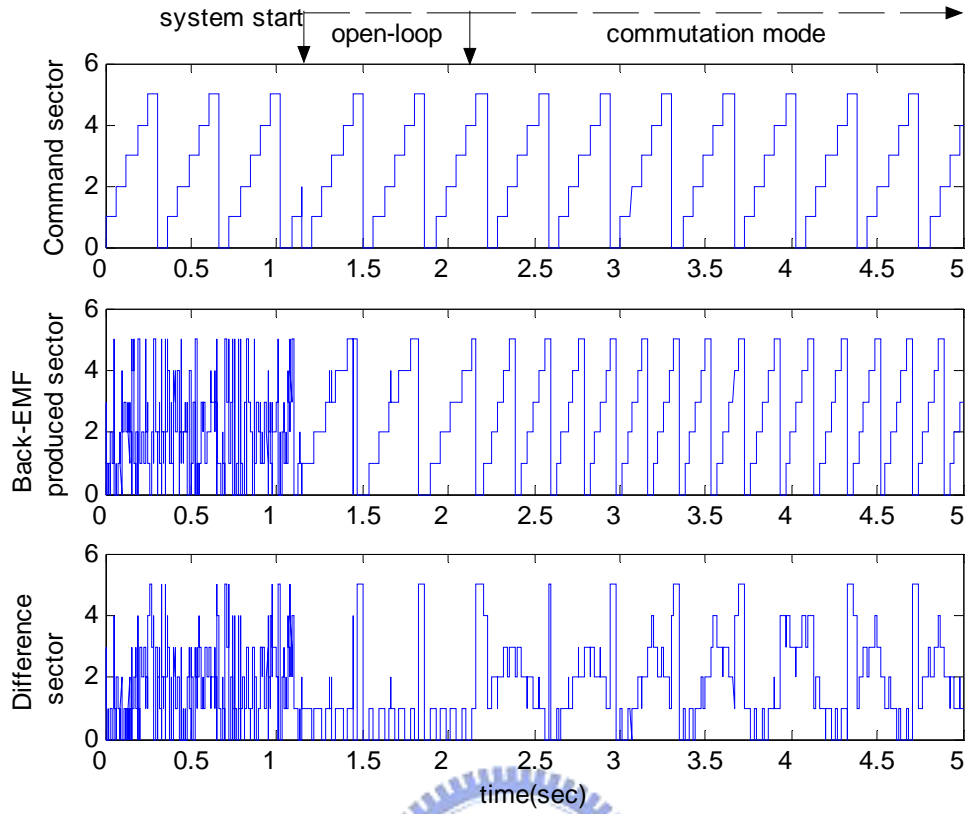 system start
open-loop
commutation mode
Command sector
6
4
2
0
0 0.5 1 1.5 2 2.5 3 3.5 4 4.5 5
Back-EMF
produced sector
6
4
2
0
0 0.5 1 1.5 2 2.5 3 3.5 4 4.5 5
Difference
sector
6
4
2
0
0 0.5 1 1.5 2 2.5 3 3.5 4 4.5 5
time(sec)